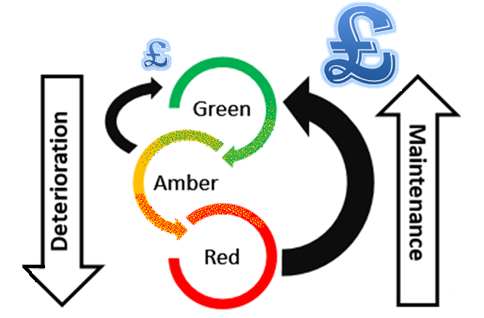 £
£
Green
Deterioration
Amber
Maintenance
Red